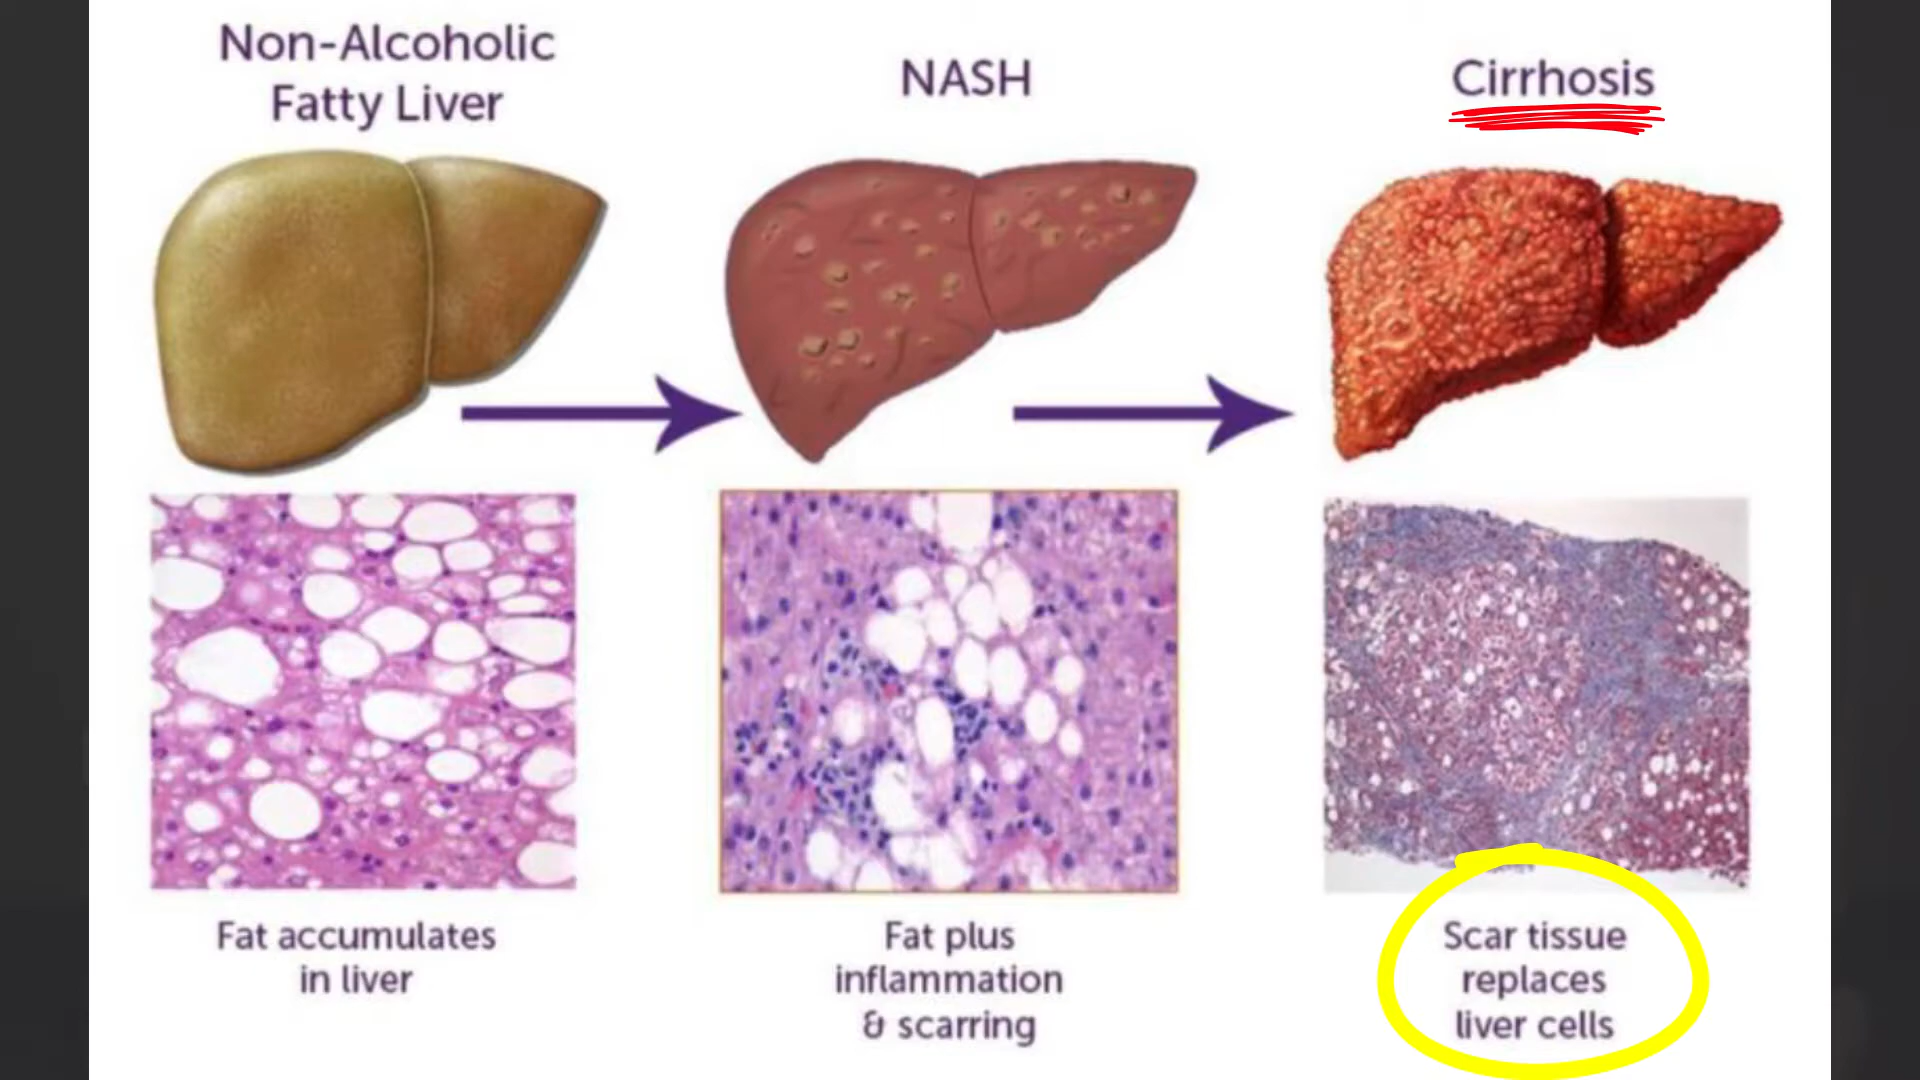 Non-Alcoholic
Fatty Liver
NASH
Cirrhosis
Fat accumulates
in liver
Fat plus
inflammation
& scarring
Scar tissue
replaces
liver cells